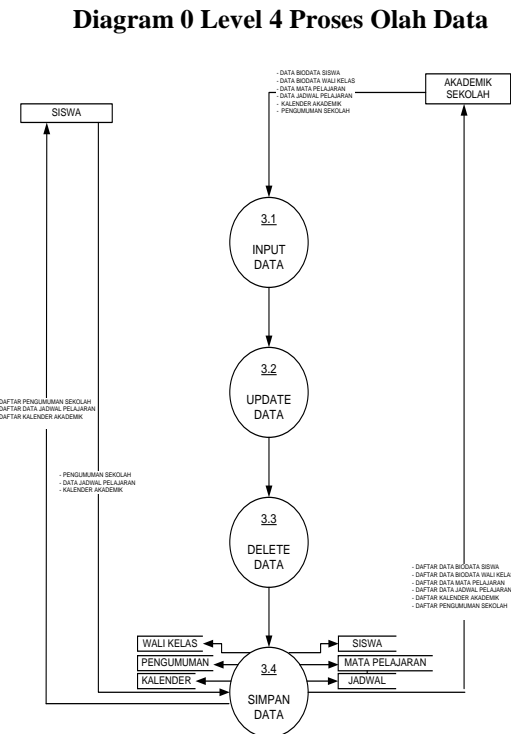 Diagram 0 Level 4 Proses Olah Data
- DATA BIODATA SISWA
- DATA BIODATA WALI KELAS
- DATA MATA PELAJARAN
- DATA JADWAL PELAJARAN
- KALENDER AKADEMIK
- PENGUMUMAN SEKOLAH
AKADEMIK
SEKOLAH
SISWA
3.1
INPUT
DATA
3.2
UPDATE
DATA
DAFTAR PENGUMUMAN SEKOLAH
DAFTAR DATA JADWAL PELAJARAN
DAFTAR KALENDER AKADEMIK
- PENGUMUMAN SEKOLAH
- DATA JADWAL PELAJARAN
- KALENDER AKADEMIK
3.3
DELETE
DATA
- DAFTAR DATA BIODATA SISWA
- DAFTAR DATA BIODATA WALI KELAS
- DAFTAR DATA MATA PELAJARAN
- DAFTAR DATA JADWAL PELAJARAN
- DAFTAR KALENDER AKADEMIK
- DAFTAR PENGUMUMAN SEKOLAH
WALI KELAS
PENGUMUMAN
KALENDER
3.4
SIMPAN
DATA
SISWA
MATA PELAJARAN
JADWAL